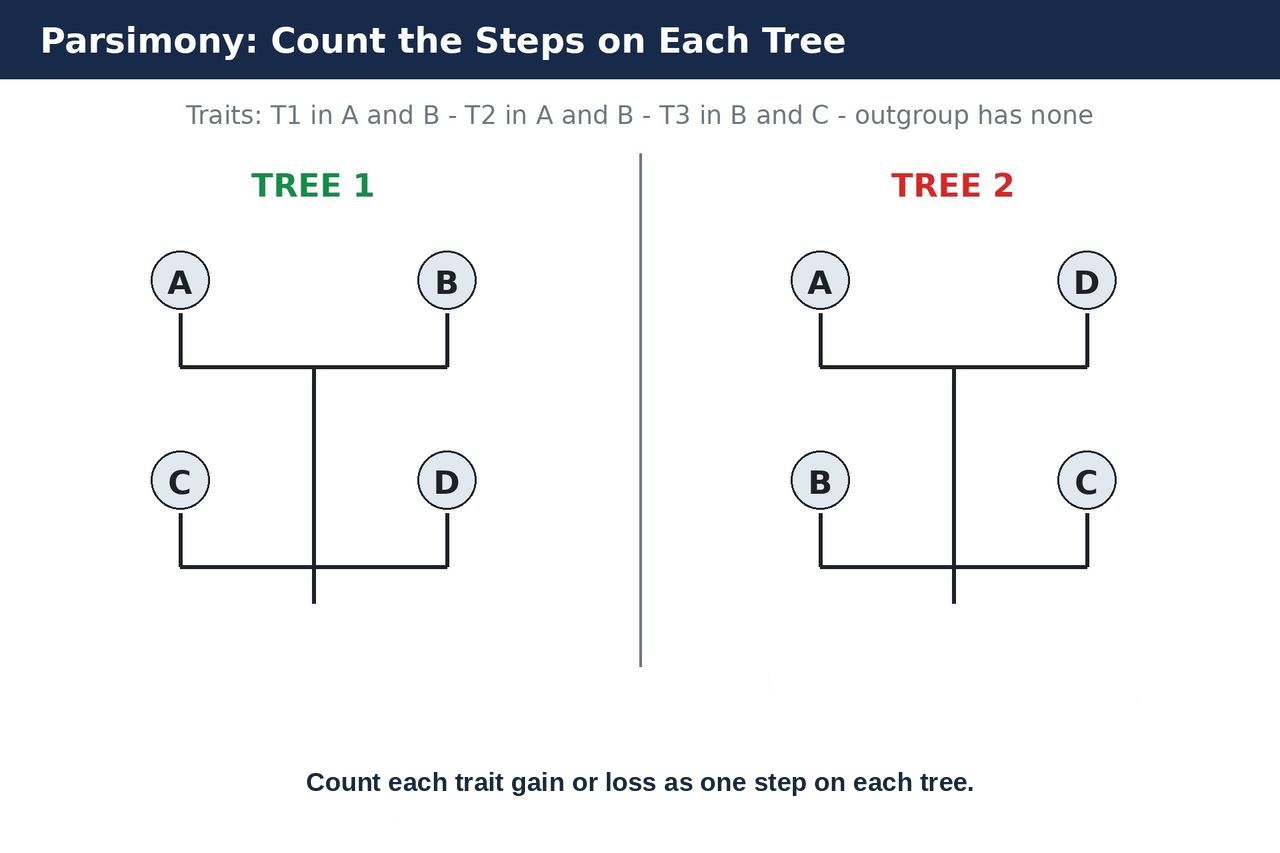 Parsimony: Count the Steps on Each Tree
Traits: T1 in A and B - T2 in A and B - T3 in B and C - outgroup has none
TREE 1
A
B
C
D
TREE 2
A
D
B
C
Count each trait gain or loss as one step on each tree.